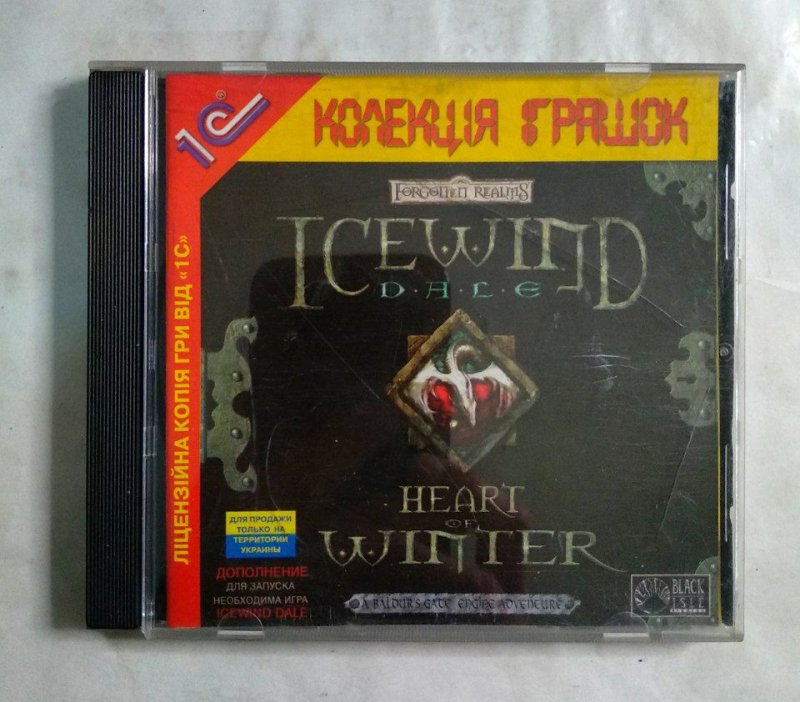 1С®
КОЛЕКЦІЯ ІГРАШОК
ЛІЦЕНЗІЙНА КОПІЯ ГРИ ВІД «1С»
FORGOTTEN REALMS
ICEWIND
D·A·L·E
HEART
OF
WINTER
ДЛЯ ПРОДАЖИ
ТОЛЬКО НА
ТЕРРИТОРИИ
УКРАИНЫ
ДОПОЛНЕНИЕ
ДЛЯ ЗАПУСКА
НЕОБХОДИМА ИГРА
ICEWIND DALE
A BALDUR'S GATE ENGINE ADVENTURE
BLACK
ISLE
STUDIOS